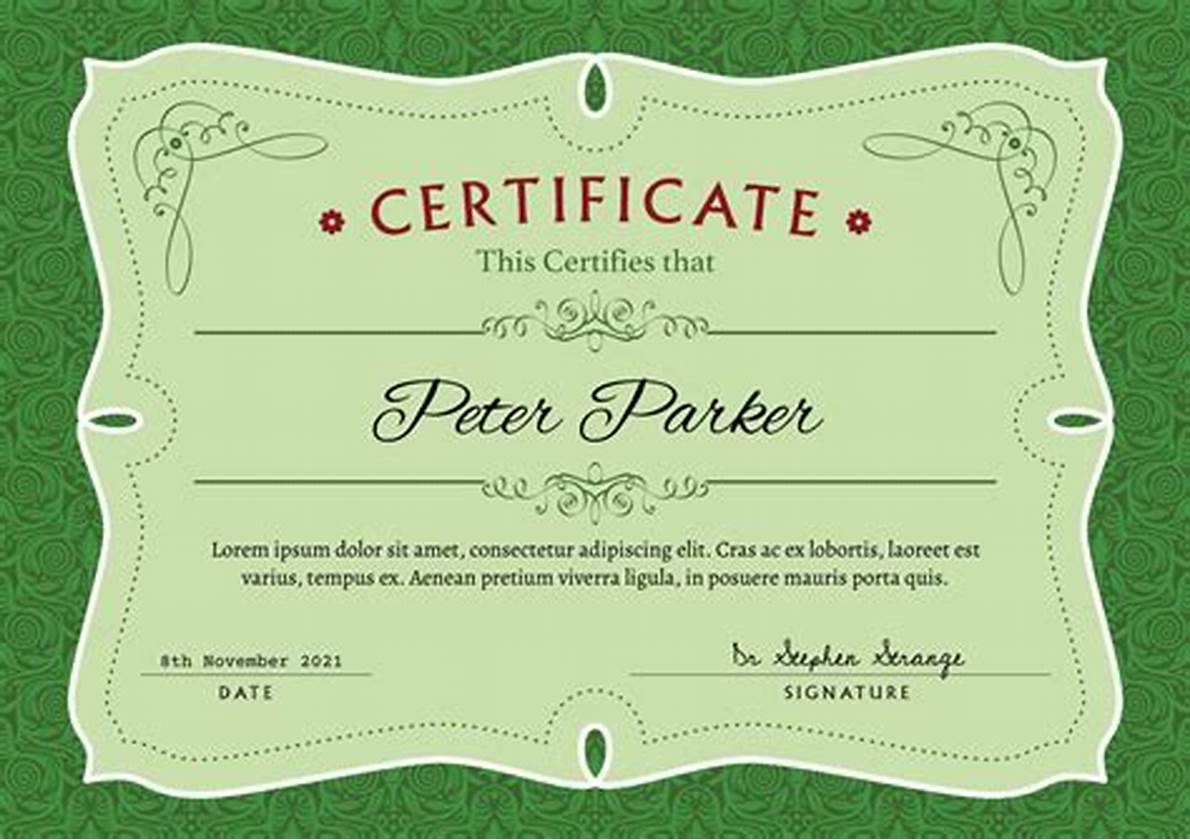 CERTIFICATE
This Certifies that
Peter Parker
Lorem ipsum dolor sit amet, consectetur adipiscing elit. Cras ac ex lobortis, laoreet est
varius, tempus ex. Aenean pretium viverra ligula, in posuere mauris porta quis.
8th November 2021
Dr Stephen Strange
DATE
SIGNATURE